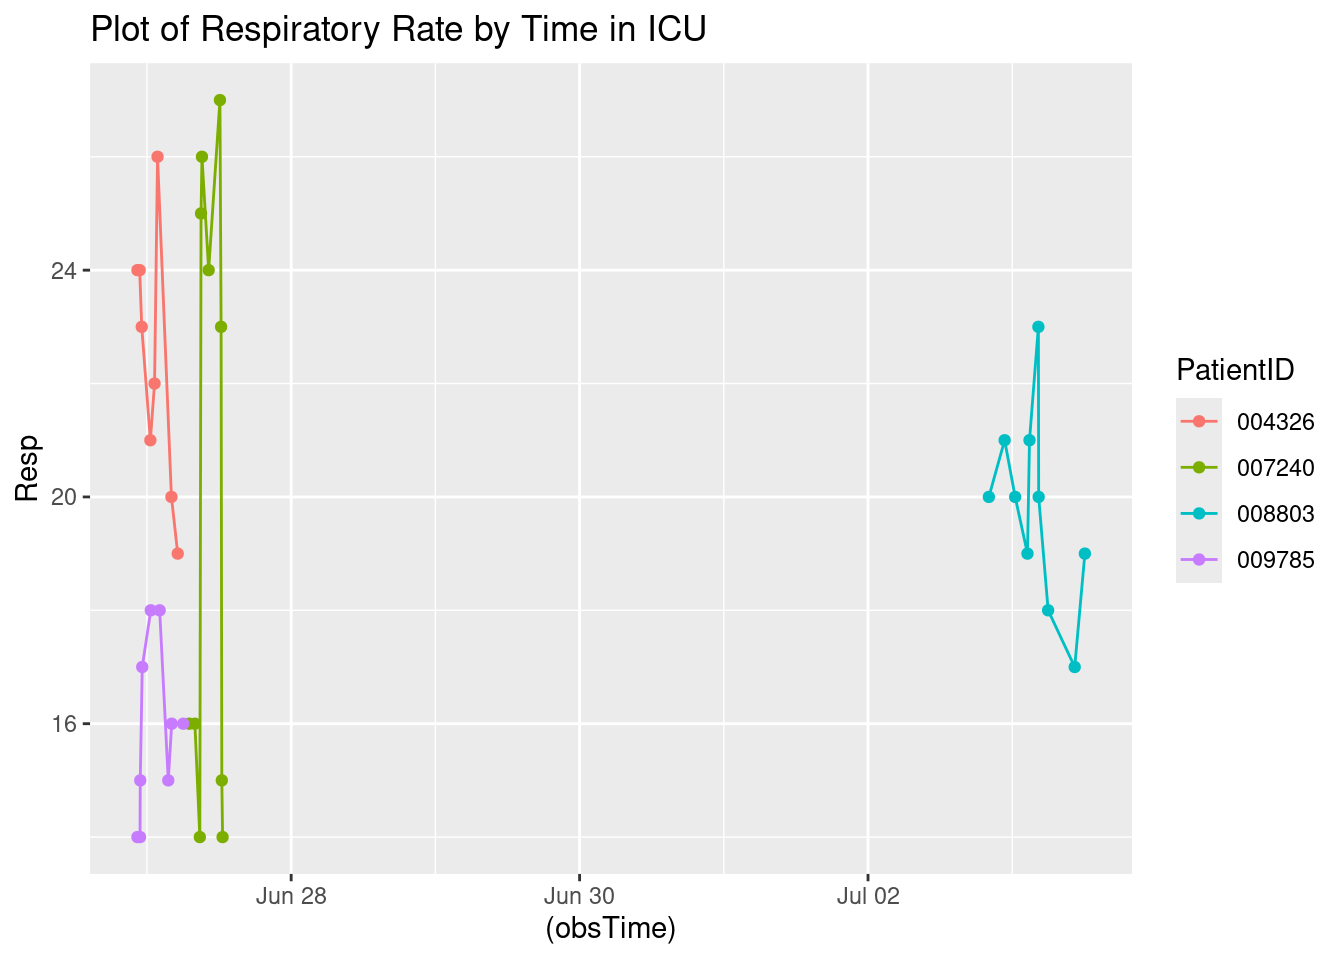 Plot of Respiratory Rate by Time in ICU
Resp
24
20
16
Jun 28
Jun 30
Jul 02
(obsTime)
PatientID
004326
007240
008803
009785